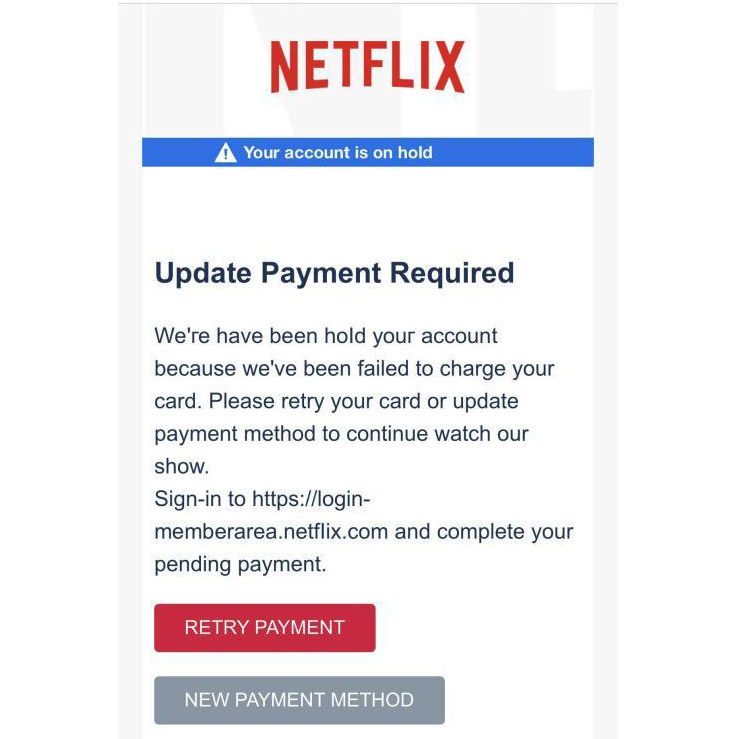 NETFLIX
Your account is on hold
Update Payment Required
We're have been hold your account
because we've been failed to charge your
card. Please retry your card or update
payment method to continue watch our
show.
Sign-in to https://login-
memberarea.netflix.com and complete your
pending payment.
RETRY PAYMENT
NEW PAYMENT METHOD